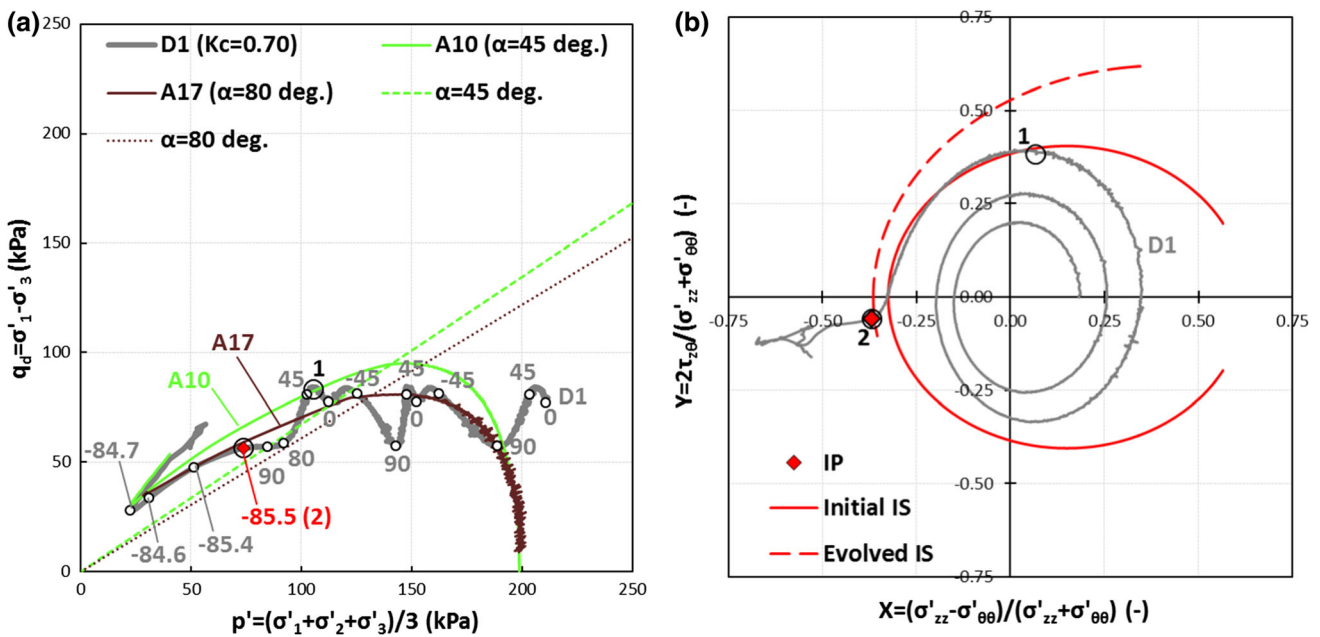 (a)
250
200
150
100
50
0
q_d=σ'₁-σ'₃ (kPa)
D1 (Kc=0.70)
A10 (α=45 deg.)
A17 (α=80 deg.)
α=45 deg.
α=80 deg.
A17
A10
1
45
-45
45
-45
45
D1
0
0
0
90
80
90
90
-84.7
-85.5 (2)
-85.4
-84.6
0
50
100
150
200
250
p'=(σ'₁+σ'₂+σ'₃)/3 (kPa)
(b)
0.75
0.50
0.25
0.00
-0.25
-0.50
-0.75
Y=2τ_zθ/(σ'_zz+σ'_θθ) (-)
1
D1
2
-0.75
-0.50
-0.25
0.00
0.25
0.50
0.75
IP
Initial IS
Evolved IS
X=(σ'_zz-σ'_θθ)/(σ'_zz+σ'_θθ) (-)